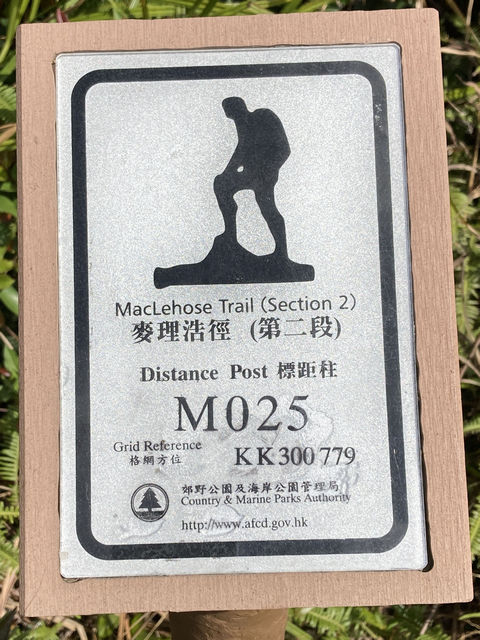 MacLehose Trail (Section 2)
麥理浩徑 (第二段)
Distance Post 標距柱
M025
Grid Reference
格網方位
KK300779
郊野公園及海岸公園管理局
Country & Marine Parks Authority
http://www.afcd.gov.hk